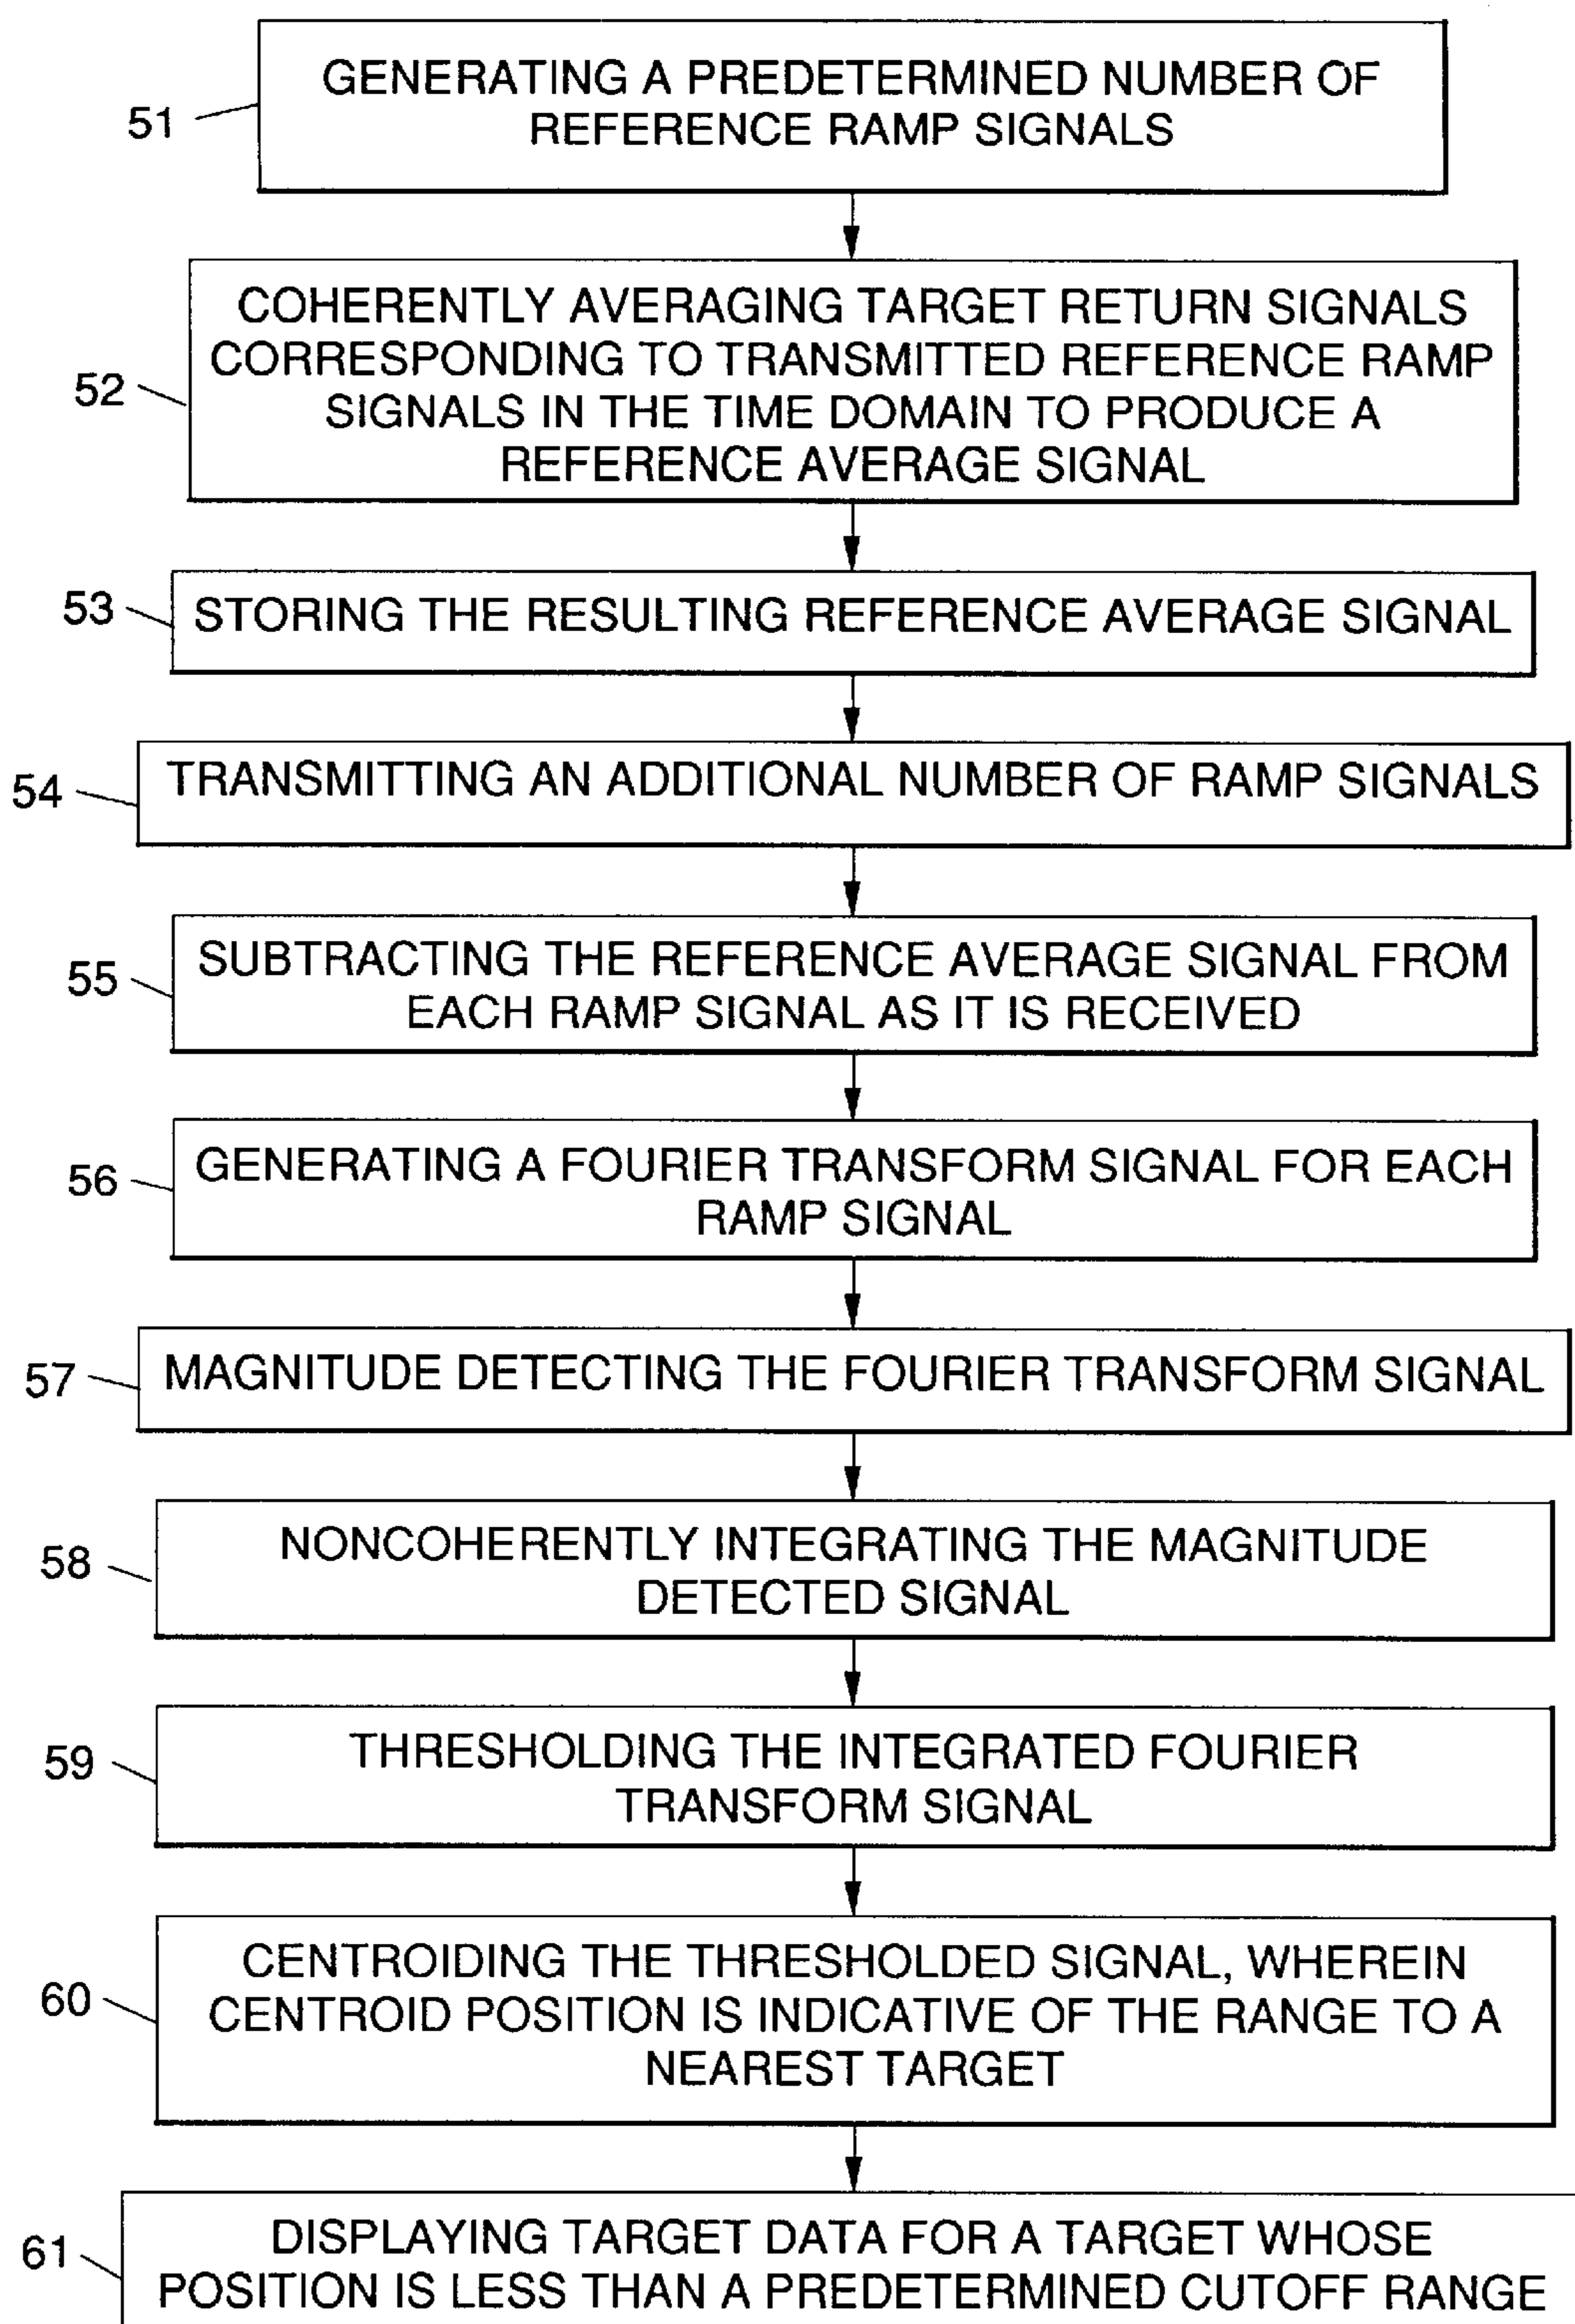 GENERATING A PREDETERMINED NUMBER OF
REFERENCE RAMP SIGNALS
51
COHERENTLY AVERAGING TARGET RETURN SIGNALS
CORRESPONDING TO TRANSMITTED REFERENCE RAMP
SIGNALS IN THE TIME DOMAIN TO PRODUCE A
REFERENCE AVERAGE SIGNAL
52
53
STORING THE RESULTING REFERENCE AVERAGE SIGNAL
54
TRANSMITTING AN ADDITIONAL NUMBER OF RAMP SIGNALS
55
SUBTRACTING THE REFERENCE AVERAGE SIGNAL FROM
EACH RAMP SIGNAL AS IT IS RECEIVED
56
GENERATING A FOURIER TRANSFORM SIGNAL FOR EACH
RAMP SIGNAL
57
MAGNITUDE DETECTING THE FOURIER TRANSFORM SIGNAL
58
NONCOHERENTLY INTEGRATING THE MAGNITUDE
DETECTED SIGNAL
59
THRESHOLDING THE INTEGRATED FOURIER
TRANSFORM SIGNAL
60
CENTROIDING THE THRESHOLDED SIGNAL, WHEREIN
CENTROID POSITION IS INDICATIVE OF THE RANGE TO A
NEAREST TARGET
61
DISPLAYING TARGET DATA FOR A TARGET WHOSE
POSITION IS LESS THAN A PREDETERMINED CUTOFF RANGE